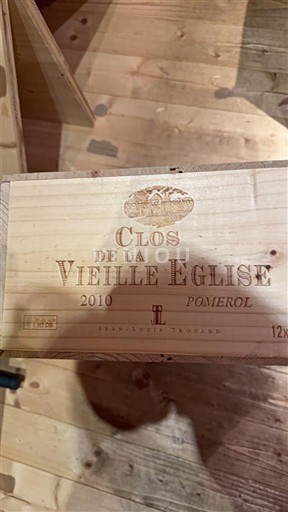 CLOS
DE LA
VIEILLE EGLISE
2010 POMEROL
JEAN-LOUIS TROCARD
12x